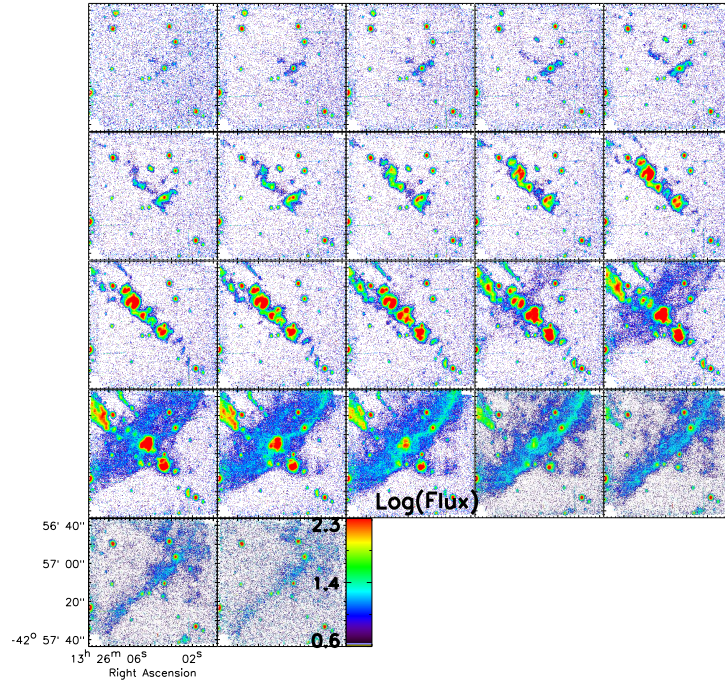 Log(Flux)
2.3
1.4
0.6
56' 40"
57' 00"
20"
-42° 57' 40"
13ʰ 26ᵐ 06ˢ 02ˢ
Right Ascension